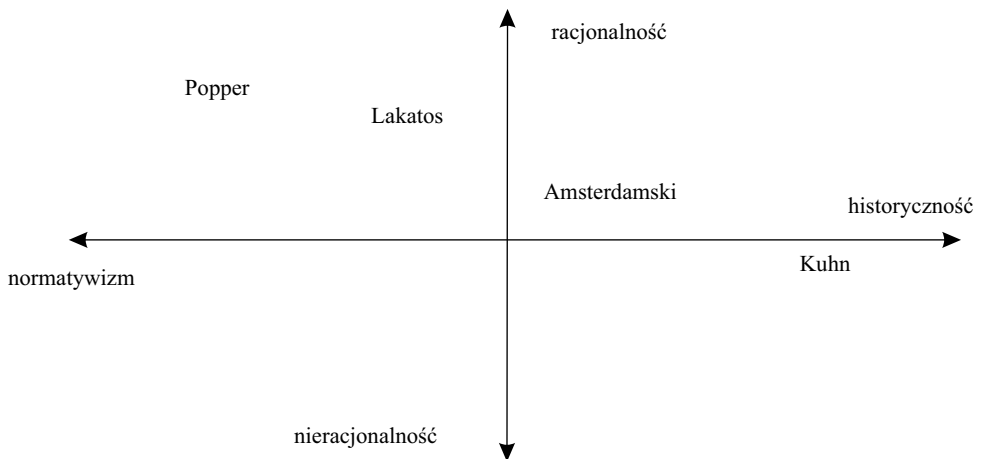 racjonalność
Popper
Lakatos
Amsterdamski
historyczność
Kuhn
normatywizm
nieracjonalność